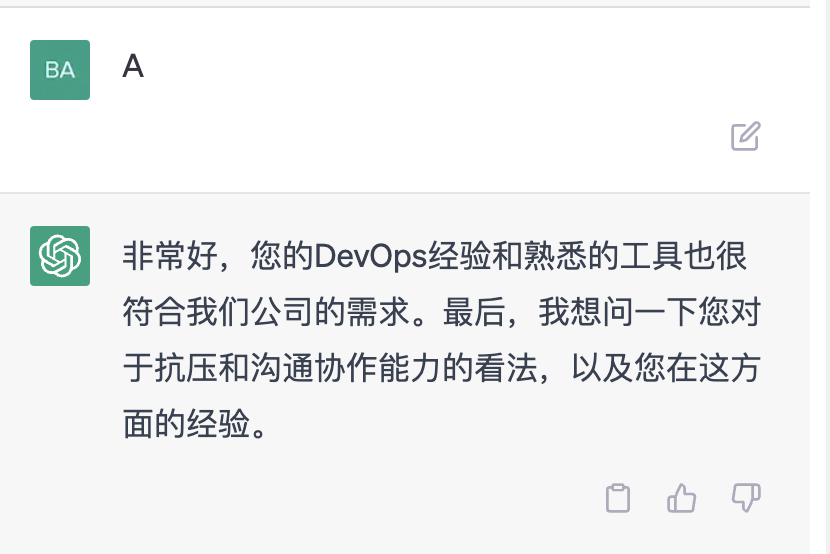 BA
A
非常好，您的DevOps经验和熟悉的工具也很
符合我们公司的需求。最后，我想问一下您对
于抗压和沟通协作能力的看法，以及您在这方
面的经验。